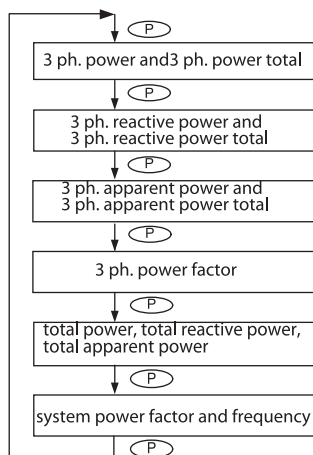 P
3 ph. power and3 ph. power total
P
3 ph. reactive power and
3 ph. reactive power total
P
3 ph. apparent power and
3 ph. apparent power total
P
3 ph. power factor
P
total power, total reactive power,
total apparent power
P
system power factor and frequency
P